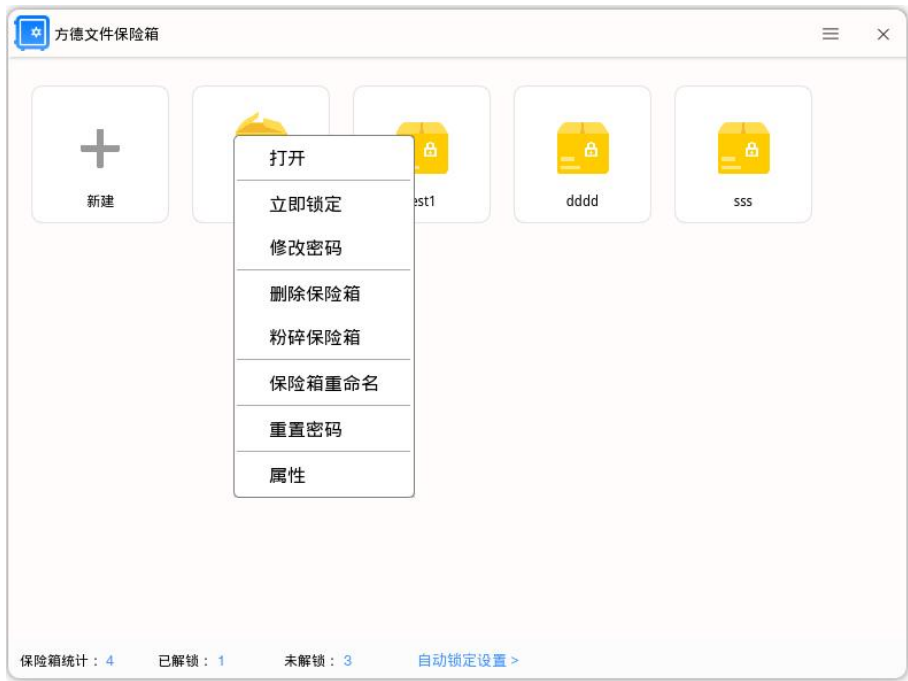 方德文件保险箱
新建
est1
dddd
sss
打开
立即锁定
修改密码
删除保险箱
粉碎保险箱
保险箱重命名
重置密码
属性
保险箱统计： 4 已解锁： 1 未解锁： 3 自动锁定设置 >